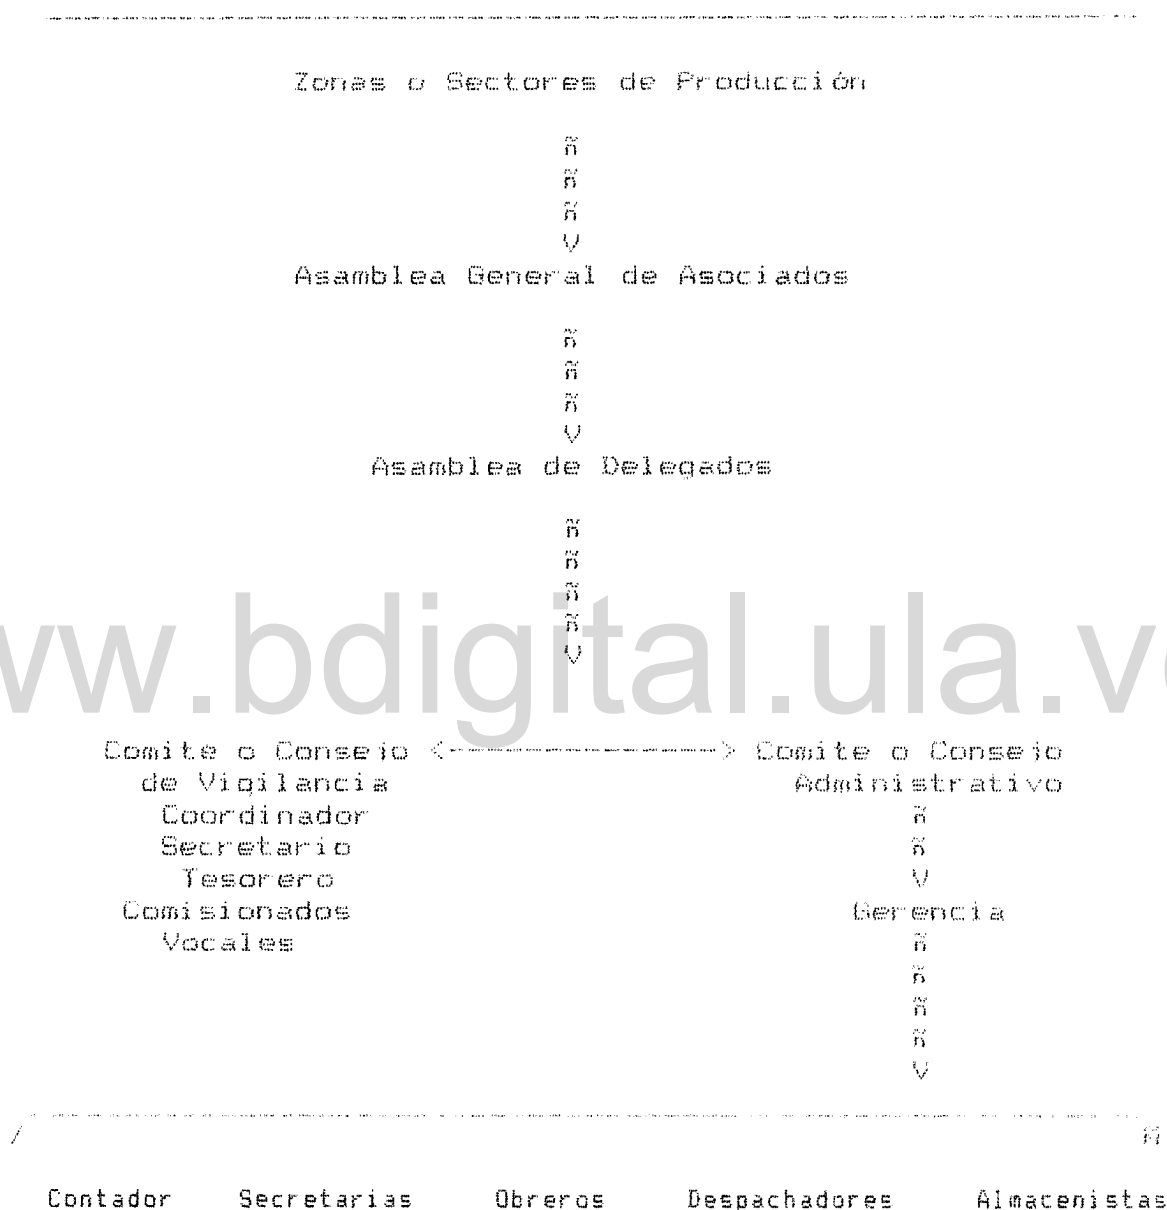 Zonas o Sectores de Producción
ñ
ñ
ñ
V
Asamblea General de Asociados
ñ
ñ
ñ
V
Asamblea de Delegados
ñ
ñ
ñ
ñ
V
www.bdigital.ula.ve
Comite o Consejo <---------------> Comite o Consejo
de Vigilancia Administrativo
Coordinador ñ
Secretario ñ
Tesorero V
Comisionados Gerencia
Vocales ñ
ñ
ñ
ñ
V
/ Ñ
Contador Secretarias Obreros Despachadores Almacenistas